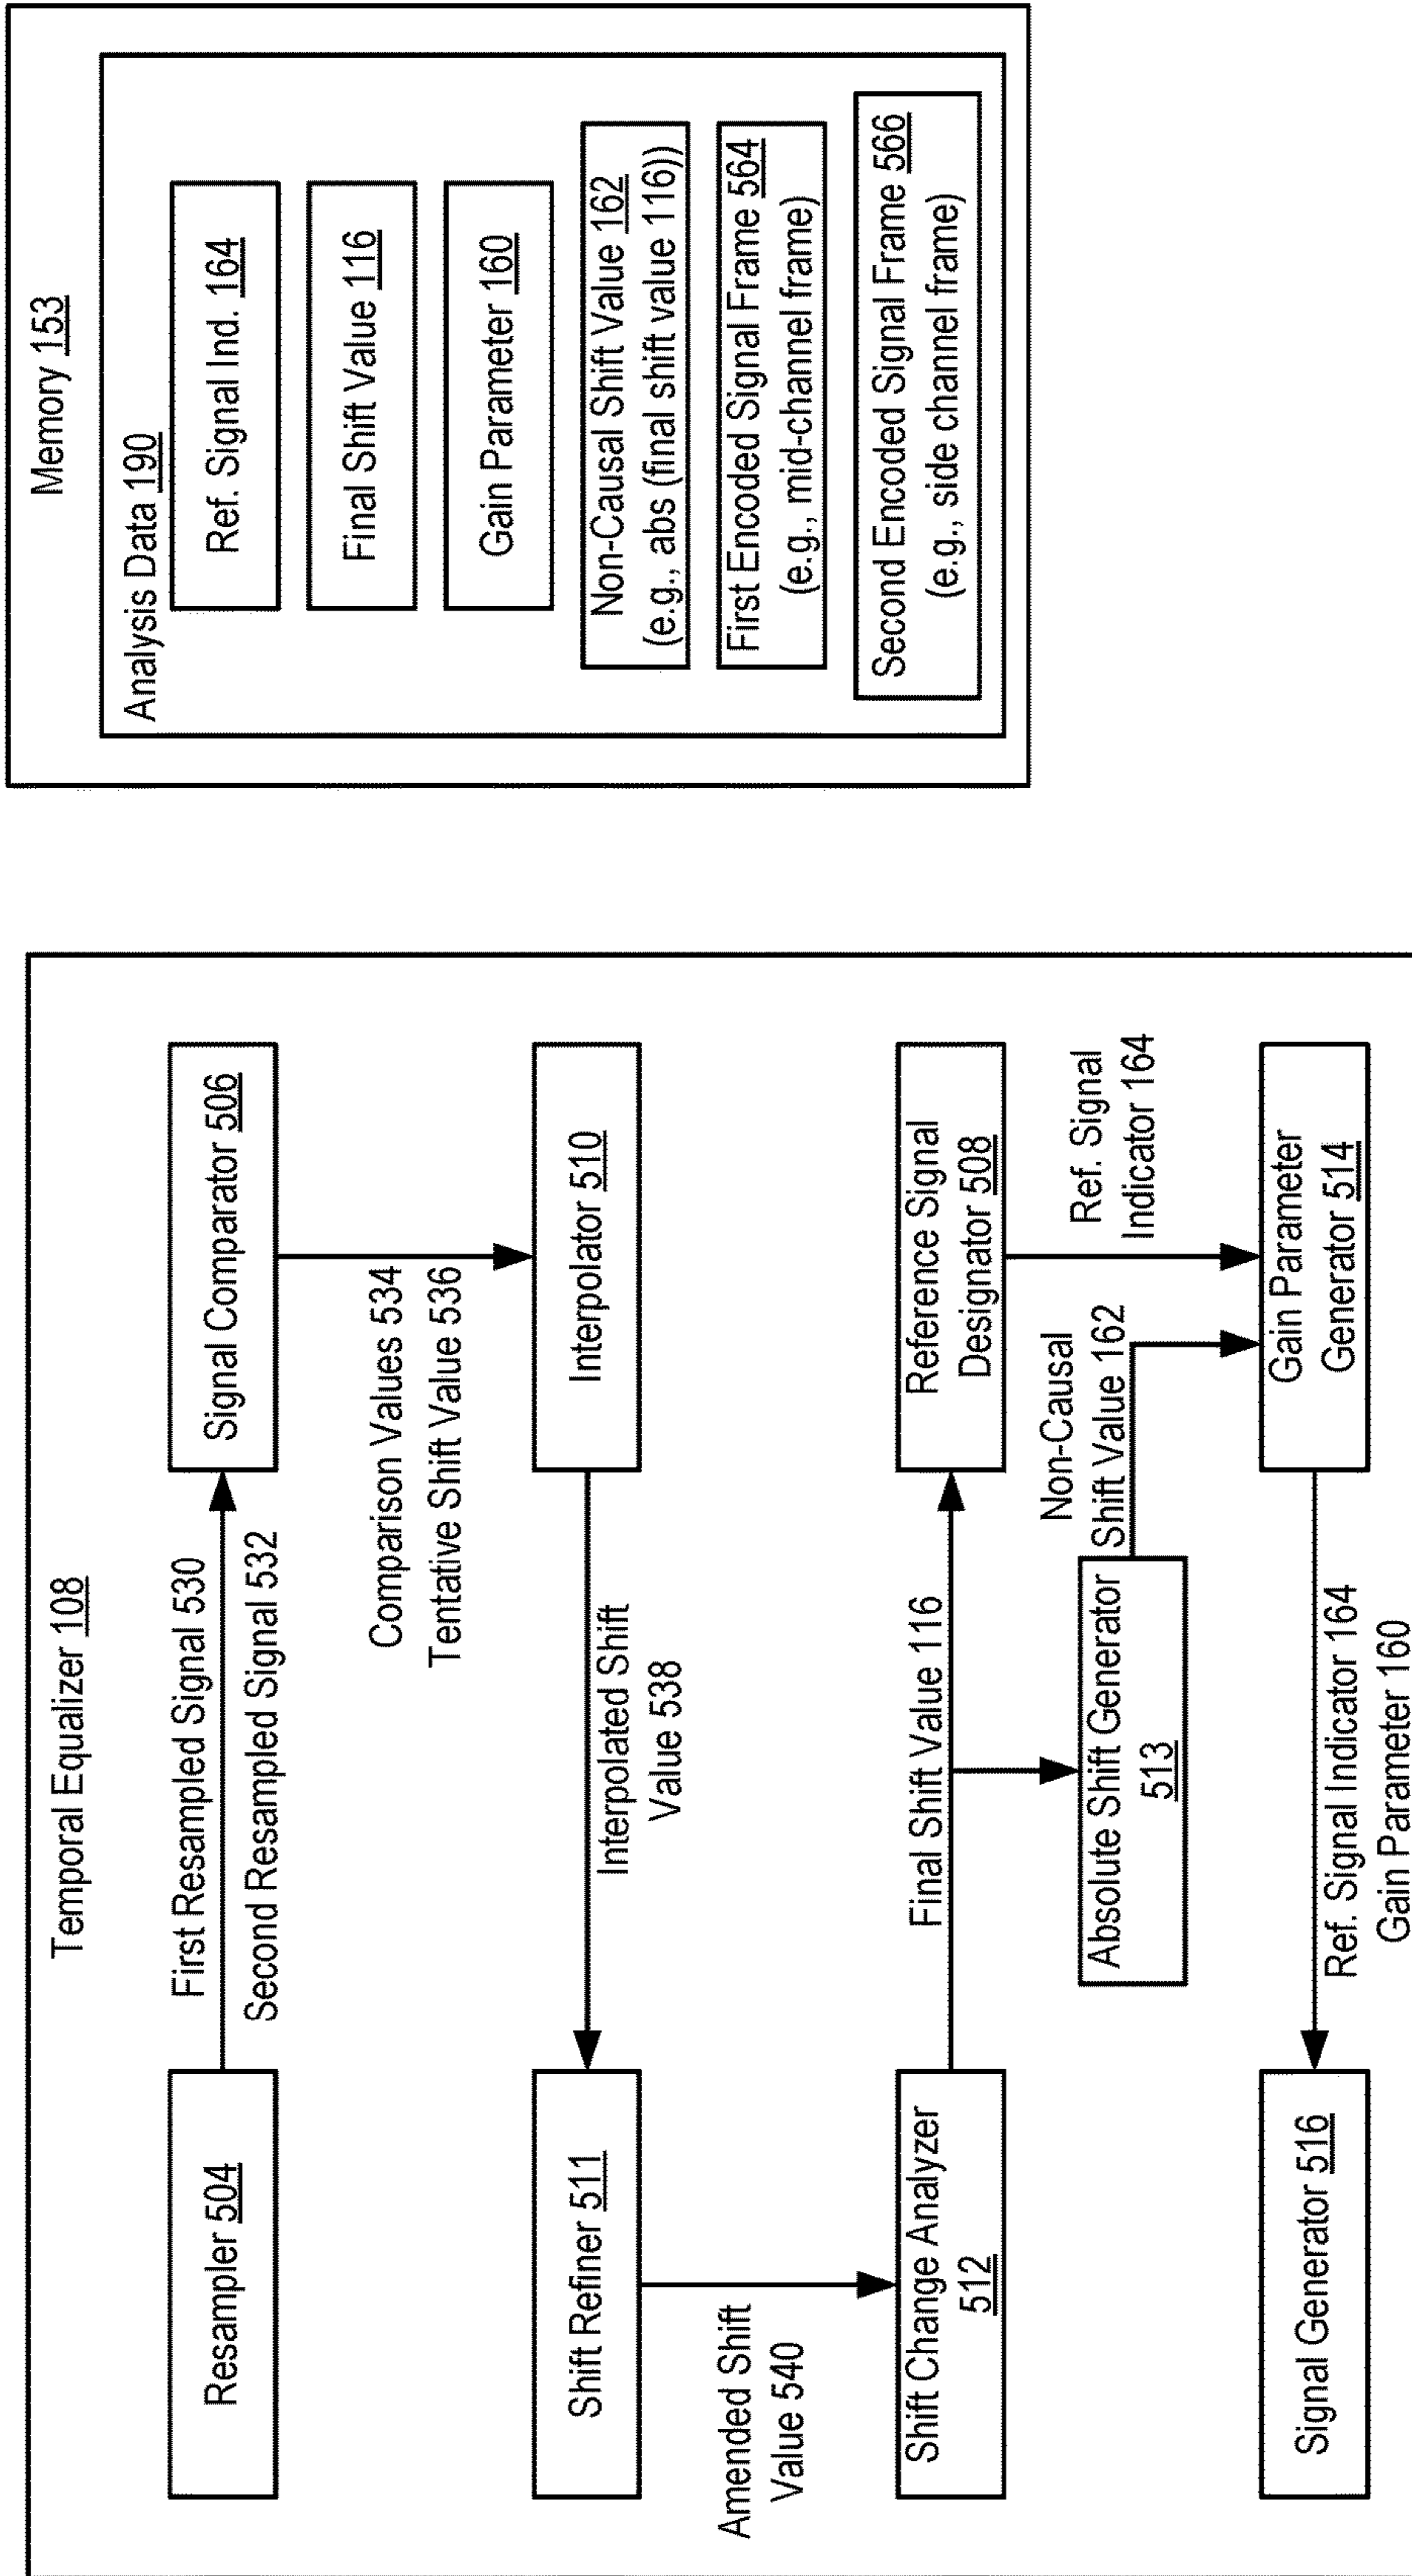 Temporal Equalizer 108
Resampler 504
First Resampled Signal 530
Second Resampled Signal 532
Signal Comparator 506
Comparison Values 534
Tentative Shift Value 536
Shift Refiner 511
Interpolated Shift
Value 538
Interpolator 510
Amended Shift
Value 540
Shift Change Analyzer
512
Final Shift Value 116
Reference Signal
Designator 508
Absolute Shift Generator
513
Non-Causal
Shift Value 162
Ref. Signal
Indicator 164
Signal Generator 516
Ref. Signal Indicator 164
Gain Parameter 160
Gain Parameter
Generator 514
Memory 153
Analysis Data 190
Ref. Signal Ind. 164
Final Shift Value 116
Gain Parameter 160
Non-Causal Shift Value 162
(e.g., abs (final shift value 116))
First Encoded Signal Frame 564
(e.g., mid-channel frame)
Second Encoded Signal Frame 566
(e.g., side channel frame)